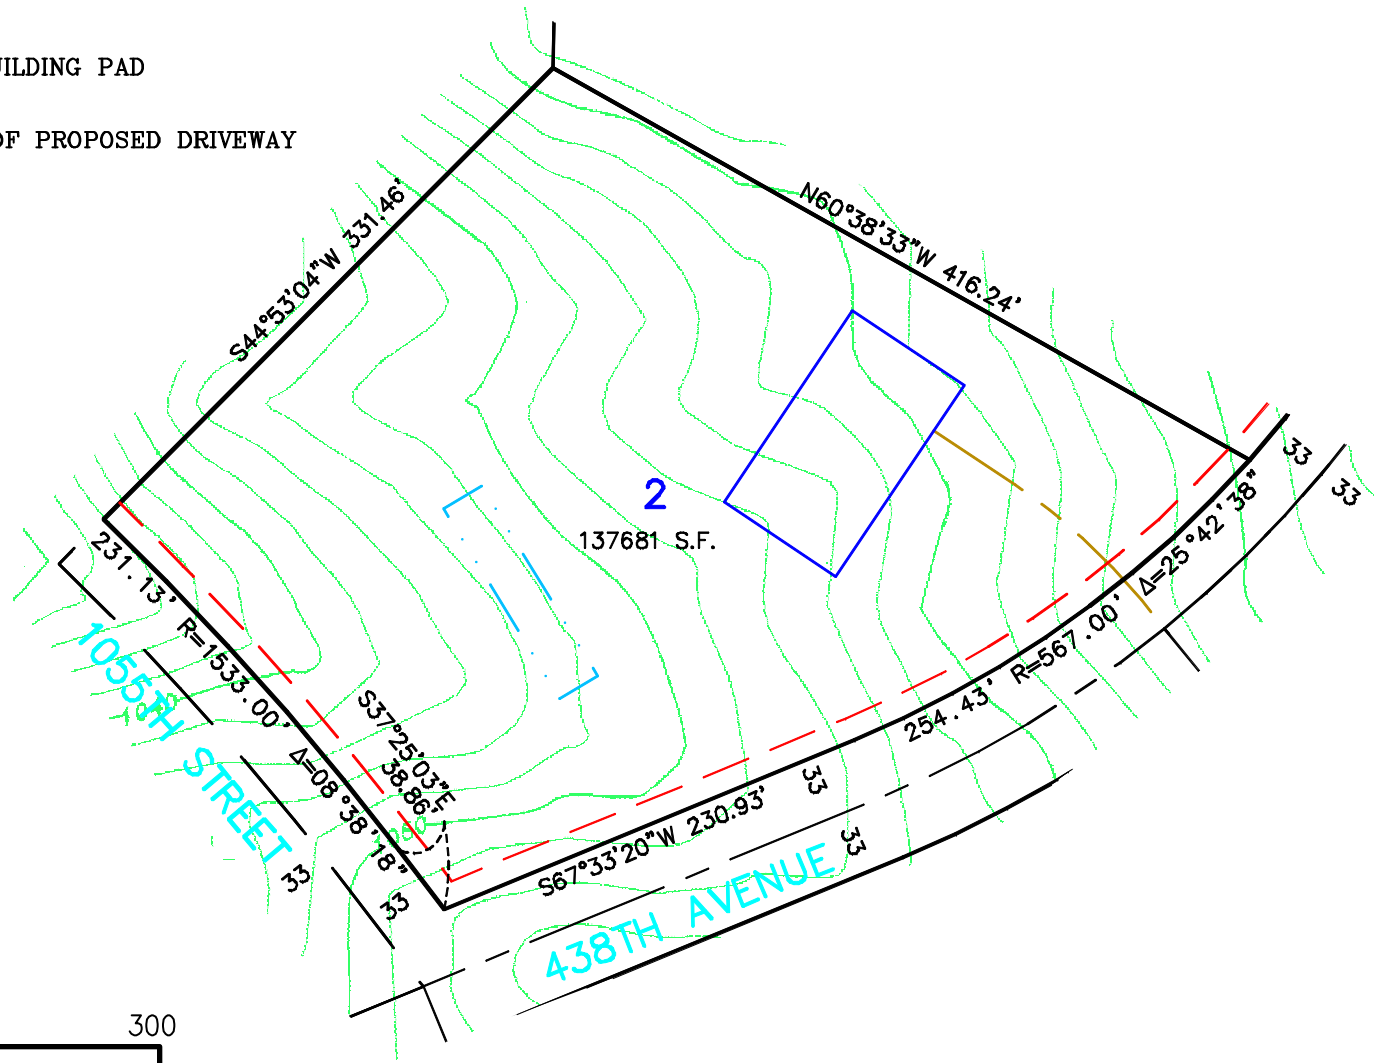 UILDING PAD
OF PROPOSED DRIVEWAY
S44°53'04"W 331.46'
N60°38'33"W 416.24'
2
137681 S.F.
231.13' R=1533.00' Δ=08°38'18"
S37°25'03"E
38.86'
1055TH STREET
33
33
S67°33'20"W 230.93'
254.43' R=567.00' Δ=25°42'38"
33
33
33
33
438TH AVENUE
1080
300